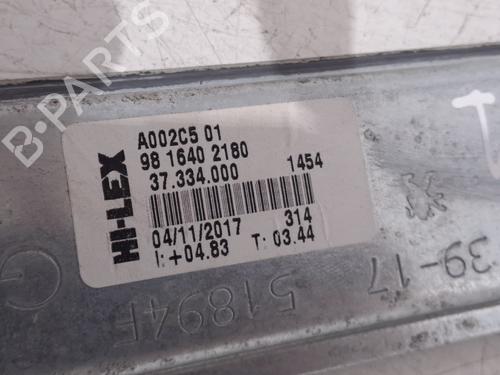 B-PARTS
HI-LEX
A002C5 01
98 1640 2180
37.334.000 1454
04/11/2017 314
I:+04.83 T: 03.44
39-17
51894F